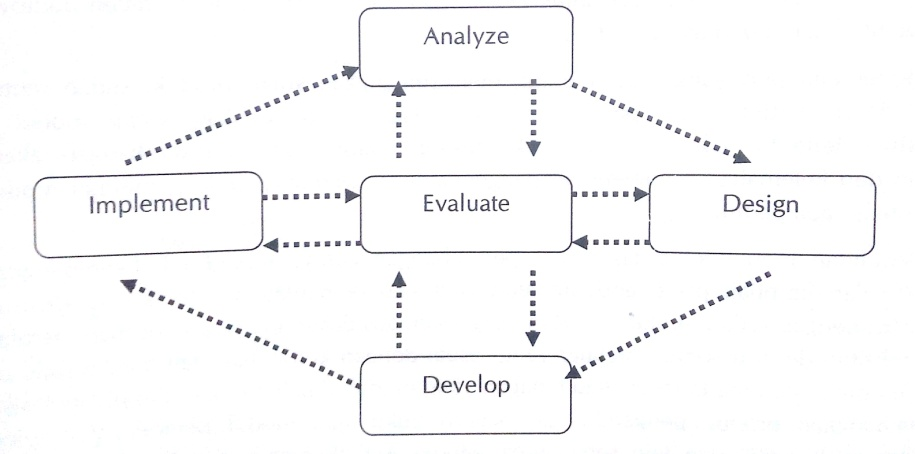 Analyze
Implement
Evaluate
Design
Develop